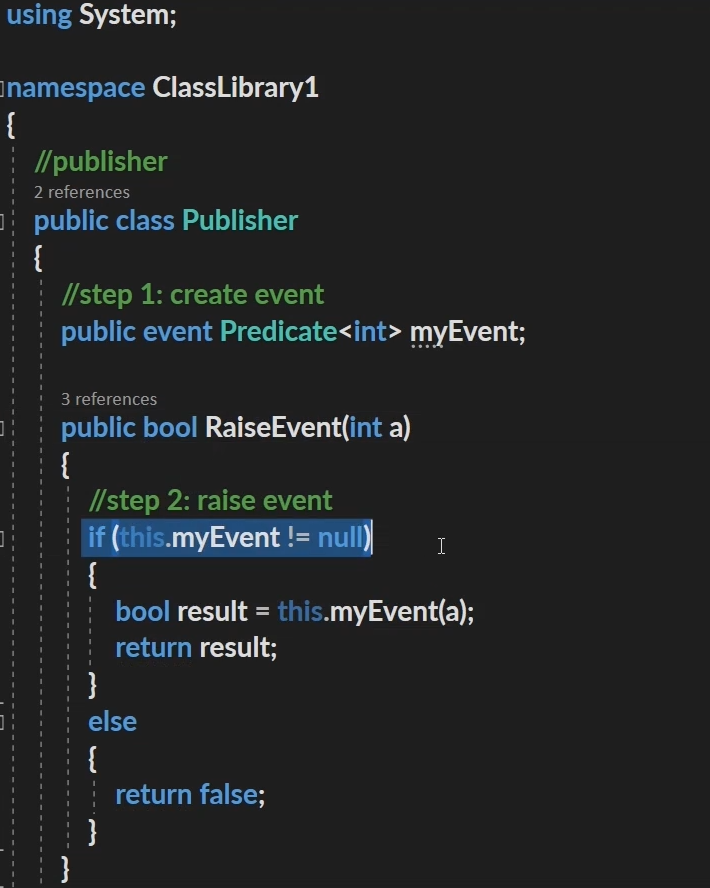 using System;
namespace ClassLibrary1
{
//publisher
2 references
public class Publisher
{
//step 1: create event
public event Predicate<int> myEvent;
3 references
public bool RaiseEvent(int a)
{
//step 2: raise event
if (this.myEvent != null)
{
bool result = this.myEvent(a);
return result;
}
else
{
return false;
}
}